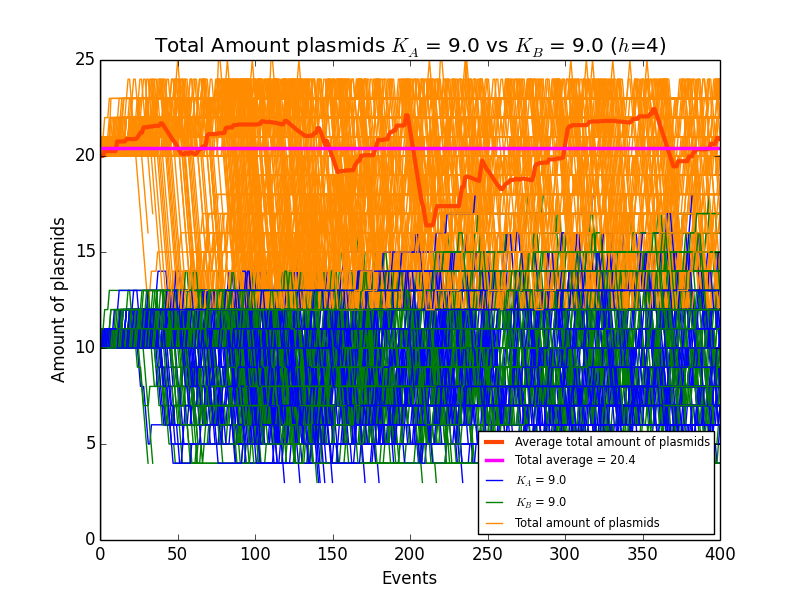 Total Amount plasmids K_A = 9.0 vs K_B = 9.0 (h=4)
25
20
15
10
5
0
Amount of plasmids
0 50 100 150 200 250 300 350 400
Events
Average total amount of plasmids
Total average = 20.4
K_A = 9.0
K_B = 9.0
Total amount of plasmids